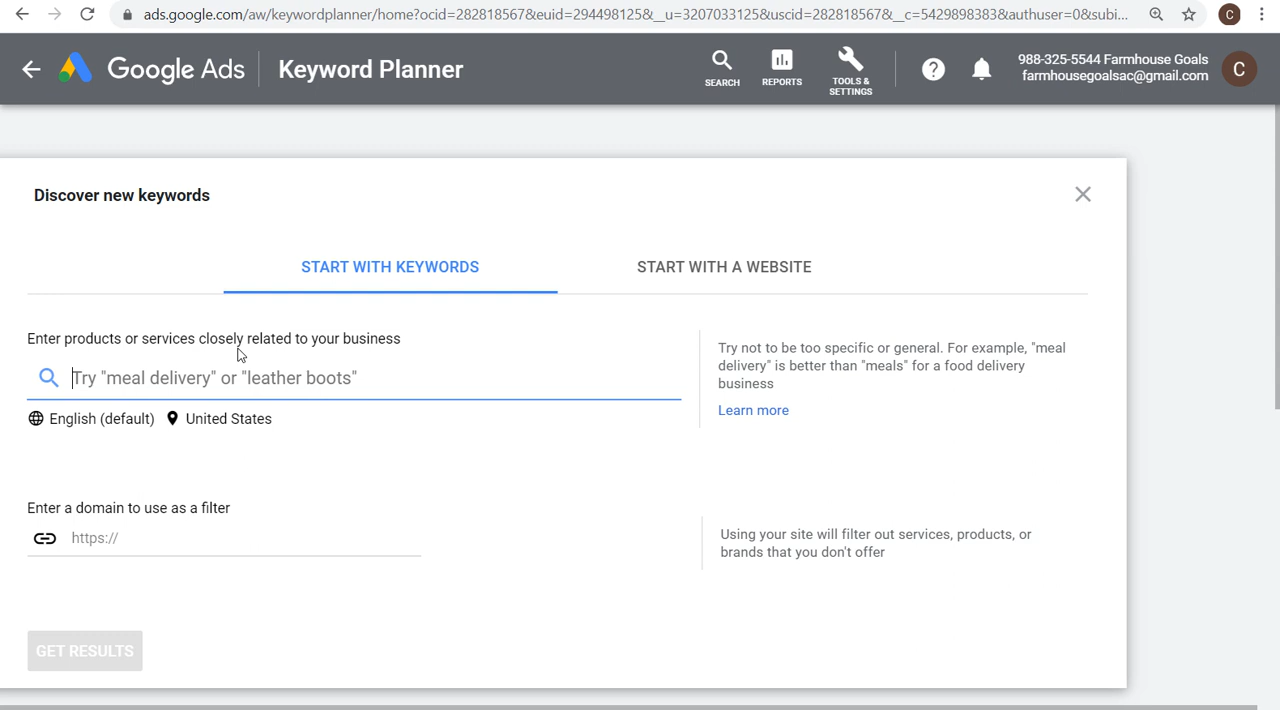 ads.google.com/aw/keywordplanner/home?ocid=282818567&euid=294498125&__u=3207033125&uscid=282818567&__c=5429898383&authuser=0&subi...
C
Google Ads
Keyword Planner
SEARCH
REPORTS
TOOLS &
SETTINGS
?
988-325-5544 Farmhouse Goals
farmhousegoalsac@gmail.com
C
Discover new keywords
START WITH KEYWORDS
START WITH A WEBSITE
Enter products or services closely related to your business
Try "meal delivery" or "leather boots"
English (default)
United States
Try not to be too specific or general. For example, "meal
delivery" is better than "meals" for a food delivery
business
Learn more
Enter a domain to use as a filter
https://
Using your site will filter out services, products, or
brands that you don't offer
GET RESULTS